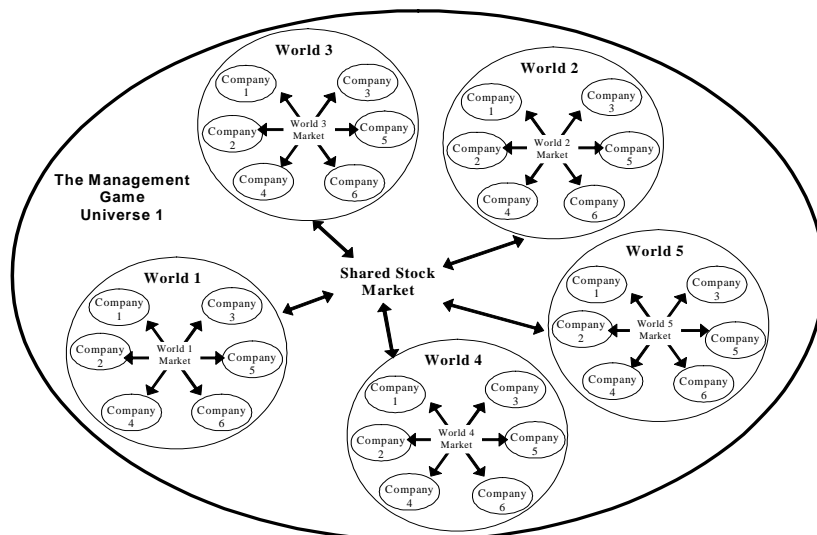 World 3
Company
1
Company
3
Company
2
World 3
Market
Company
5
Company
4
Company
6
World 2
Company
1
Company
3
Company
2
World 2
Market
Company
5
Company
4
Company
6
The Management
Game
Universe 1
Shared Stock
Market
World 1
Company
1
Company
3
Company
2
World 1
Market
Company
5
Company
4
Company
6
World 5
Company
1
Company
3
Company
2
World 5
Market
Company
5
Company
4
Company
6
World 4
Company
1
Company
3
Company
2
World 4
Market
Company
5
Company
4
Company
6